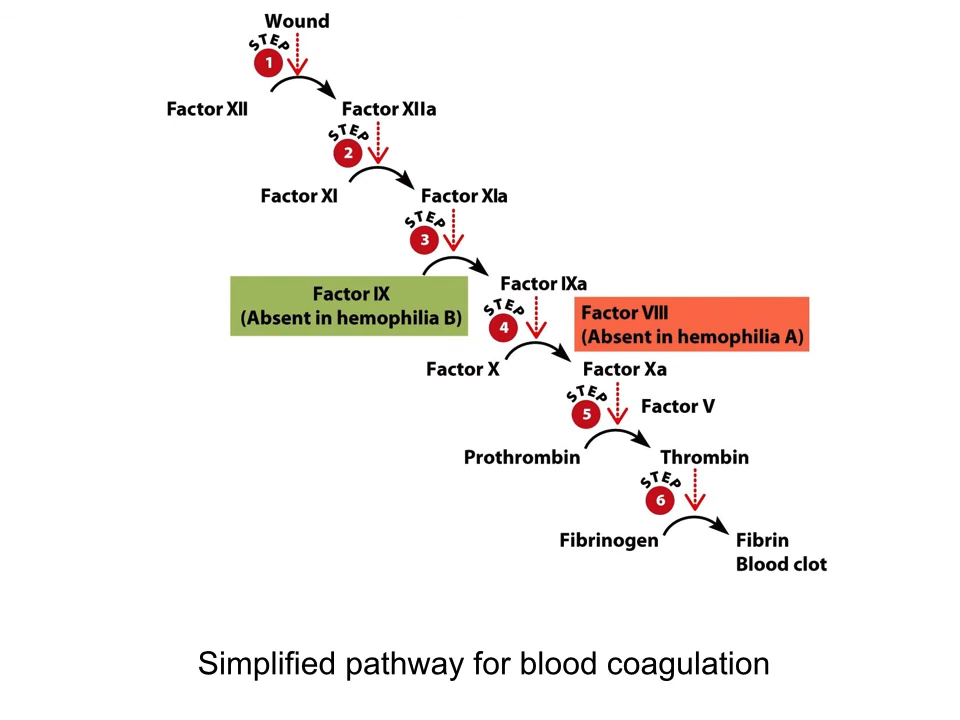 Wound
STEP
1
Factor XII
Factor XIIa
STEP
2
Factor XI
Factor XIa
STEP
3
Factor IX
(Absent in hemophilia B)
Factor IXa
STEP
4
Factor VIII
(Absent in hemophilia A)
Factor X
Factor Xa
STEP
5
Factor V
Prothrombin
Thrombin
STEP
6
Fibrinogen
Fibrin
Blood clot
Simplified pathway for blood coagulation